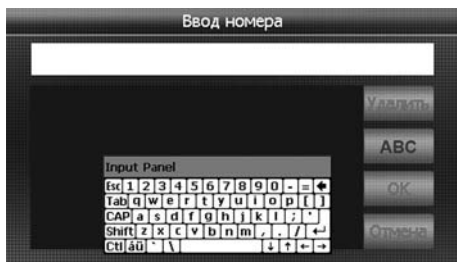 Ввод номера
Удалить
ABC
OK
Отмена
Input Panel
Esc 1 2 3 4 5 6 7 8 9 0 - =
Tab q w e r t y u i o p [ ]
CAP a s d f g h j k l ; '
Shift z x c v b n m , . /
Ctl áü ` \ ↓ ↑ ← →